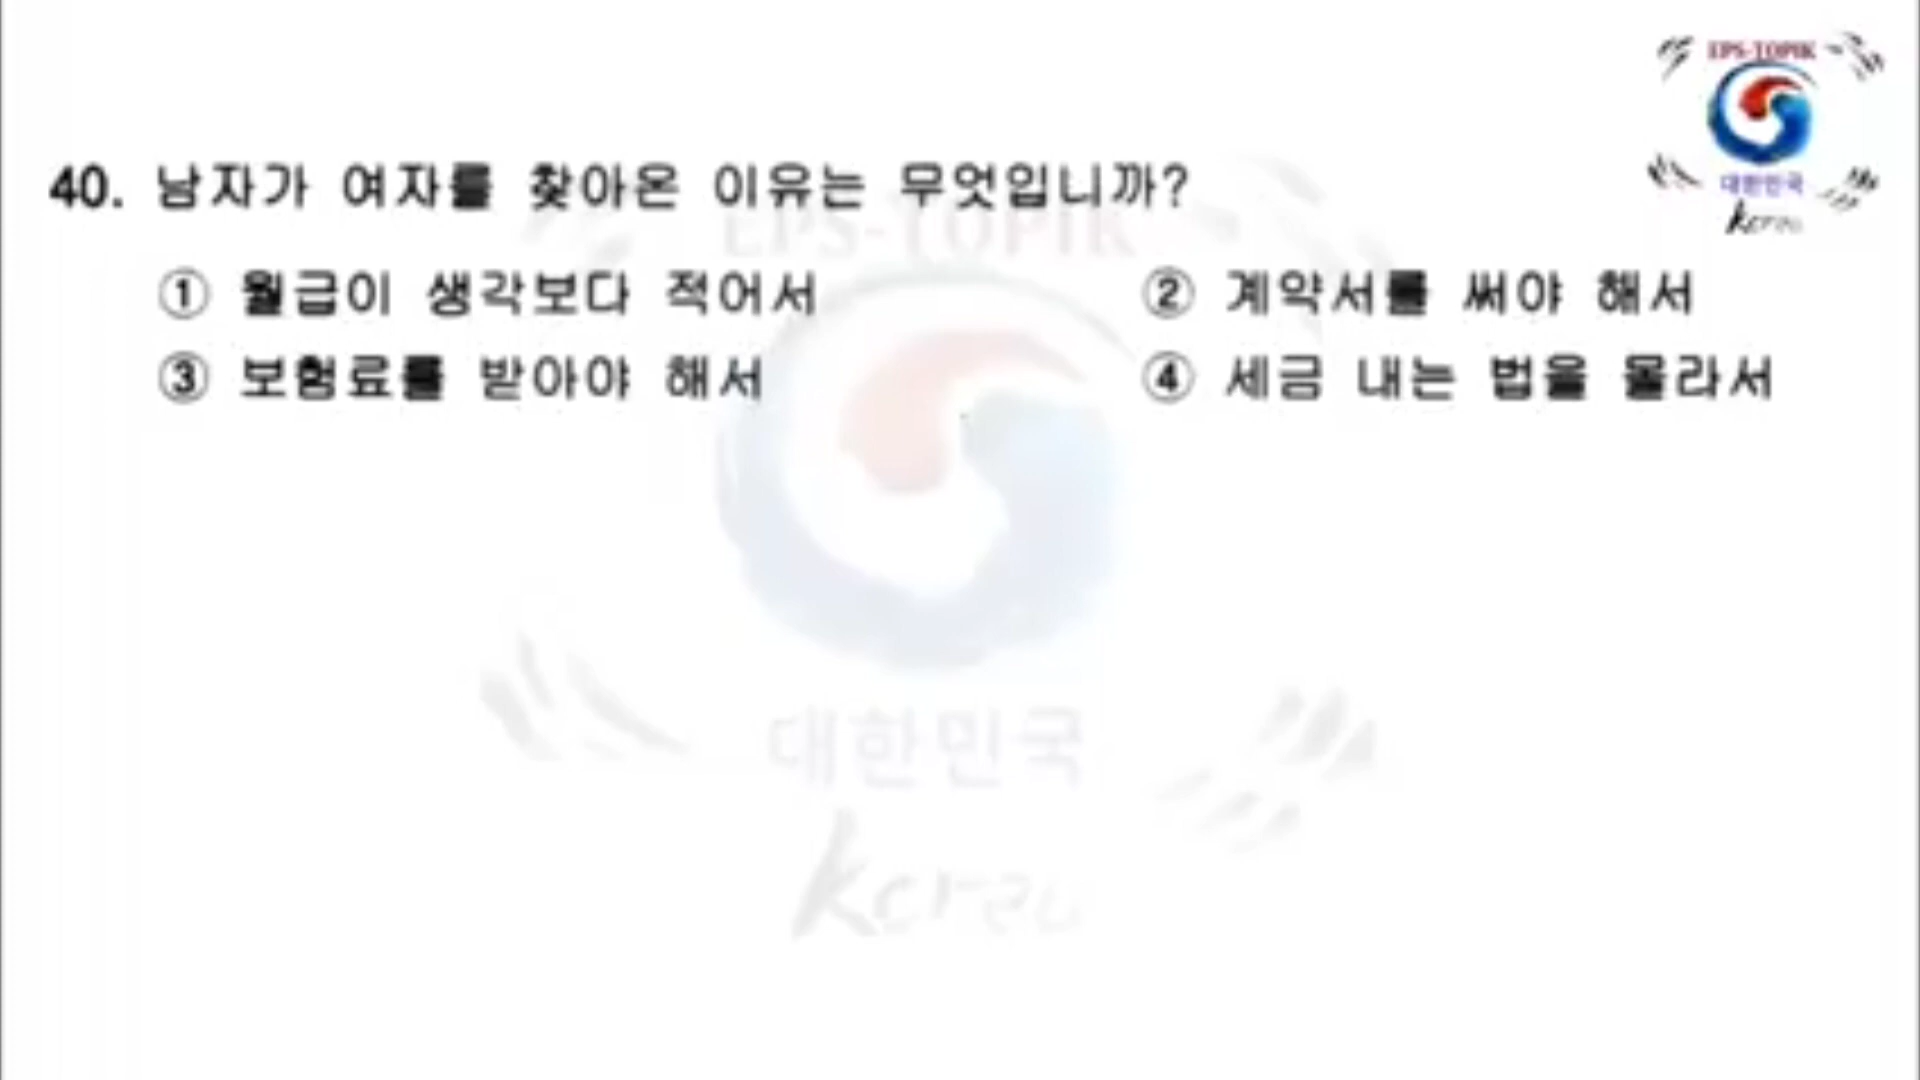 EPS-TOPIK
대한민국
Korea
40. 남자가 여자를 찾아온 이유는 무엇입니까?
① 월급이 생각보다 적어서 ② 계약서를 써야 해서
③ 보험료를 받아야 해서 ④ 세금 내는 법을 몰라서
EPS-TOPIK
대한민국
Korea